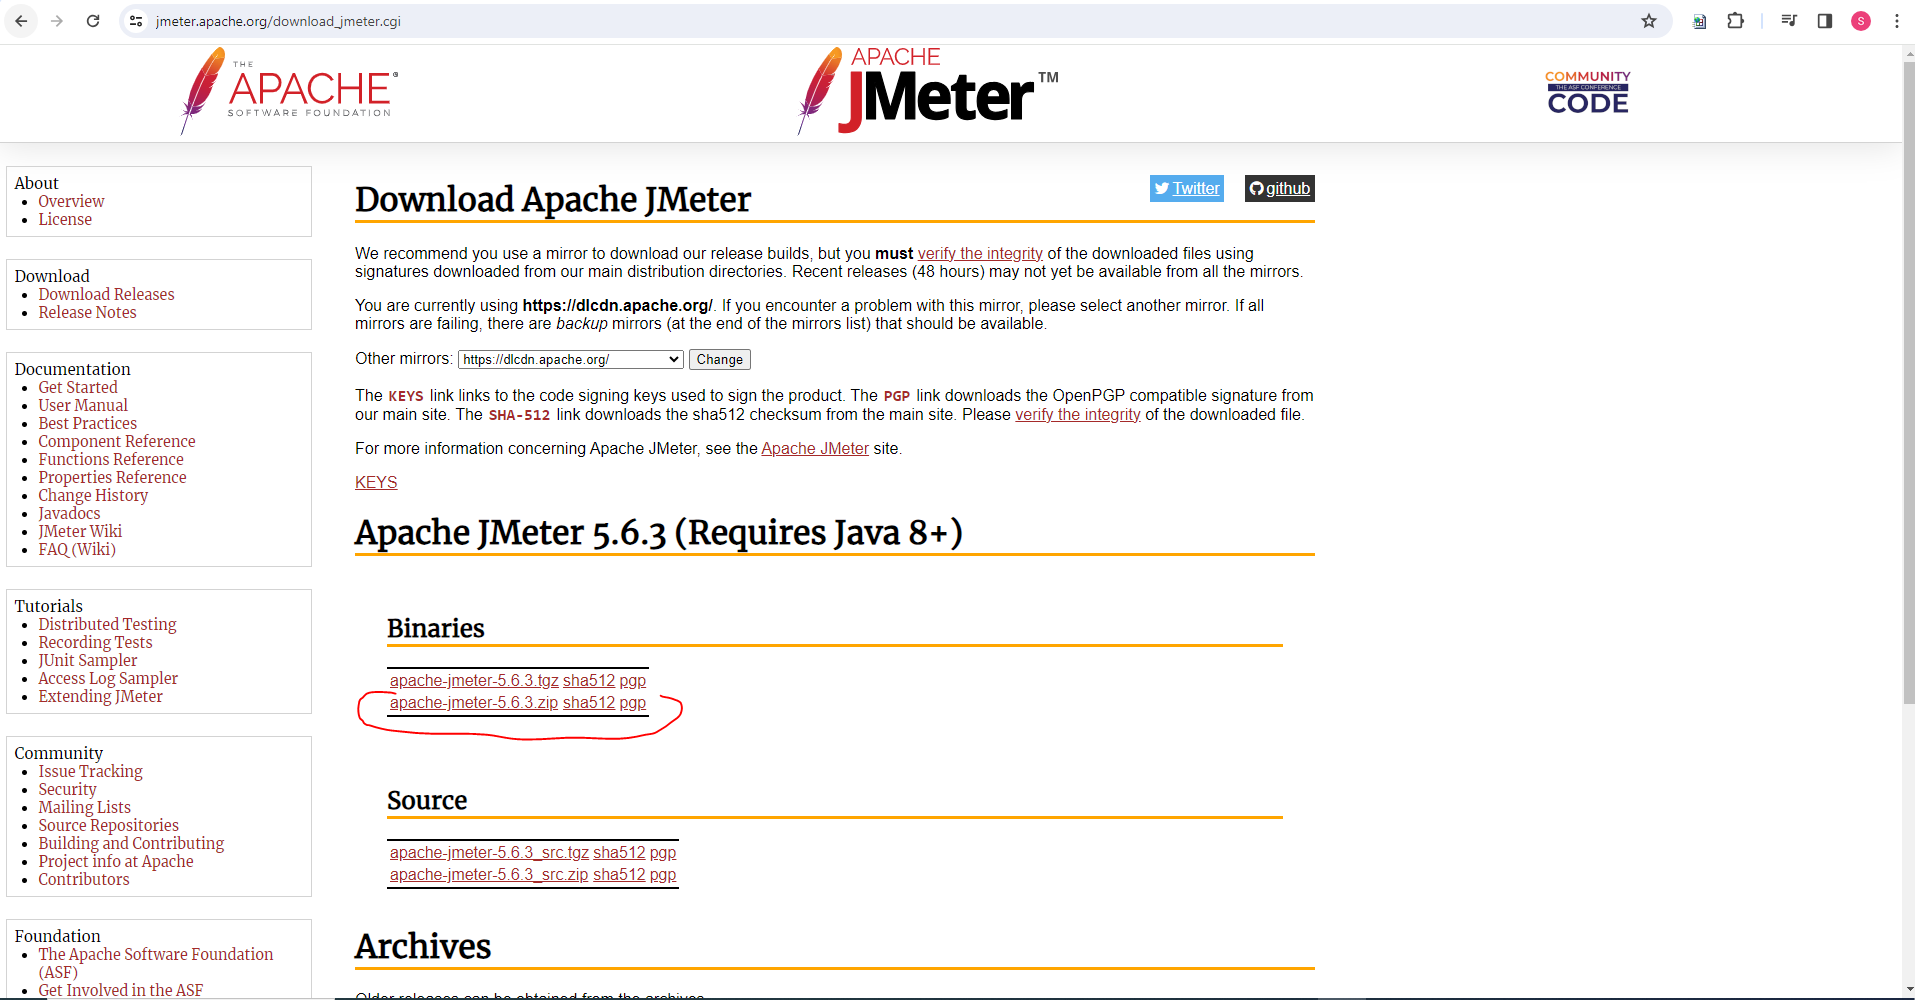 jmeter.apache.org/download_jmeter.cgi
S
THE
APACHE®
SOFTWARE FOUNDATION
APACHE
JMeter™
COMMUNITY
THE ASF CONFERENCE
CODE
About
Overview
License
Download
Download Releases
Release Notes
Documentation
Get Started
User Manual
Best Practices
Component Reference
Functions Reference
Properties Reference
Change History
Javadocs
JMeter Wiki
FAQ (Wiki)
Tutorials
Distributed Testing
Recording Tests
JUnit Sampler
Access Log Sampler
Extending JMeter
Community
Issue Tracking
Security
Mailing Lists
Source Repositories
Building and Contributing
Project info at Apache
Contributors
Foundation
The Apache Software Foundation
(ASF)
Get Involved in the ASF
Twitter github
Download Apache JMeter
We recommend you use a mirror to download our release builds, but you must verify the integrity of the downloaded files using
signatures downloaded from our main distribution directories. Recent releases (48 hours) may not yet be available from all the mirrors.
You are currently using https://dlcdn.apache.org/. If you encounter a problem with this mirror, please select another mirror. If all
mirrors are failing, there are backup mirrors (at the end of the mirrors list) that should be available.
Other mirrors: https://dlcdn.apache.org/ Change
The KEYS link links to the code signing keys used to sign the product. The PGP link downloads the OpenPGP compatible signature from
our main site. The SHA-512 link downloads the sha512 checksum from the main site. Please verify the integrity of the downloaded file.
For more information concerning Apache JMeter, see the Apache JMeter site.
KEYS
Apache JMeter 5.6.3 (Requires Java 8+)
Binaries
apache-jmeter-5.6.3.tgz sha512 pgp
apache-jmeter-5.6.3.zip sha512 pgp
Source
apache-jmeter-5.6.3_src.tgz sha512 pgp
apache-jmeter-5.6.3_src.zip sha512 pgp
Archives
Older releases can be obtained from the archives.